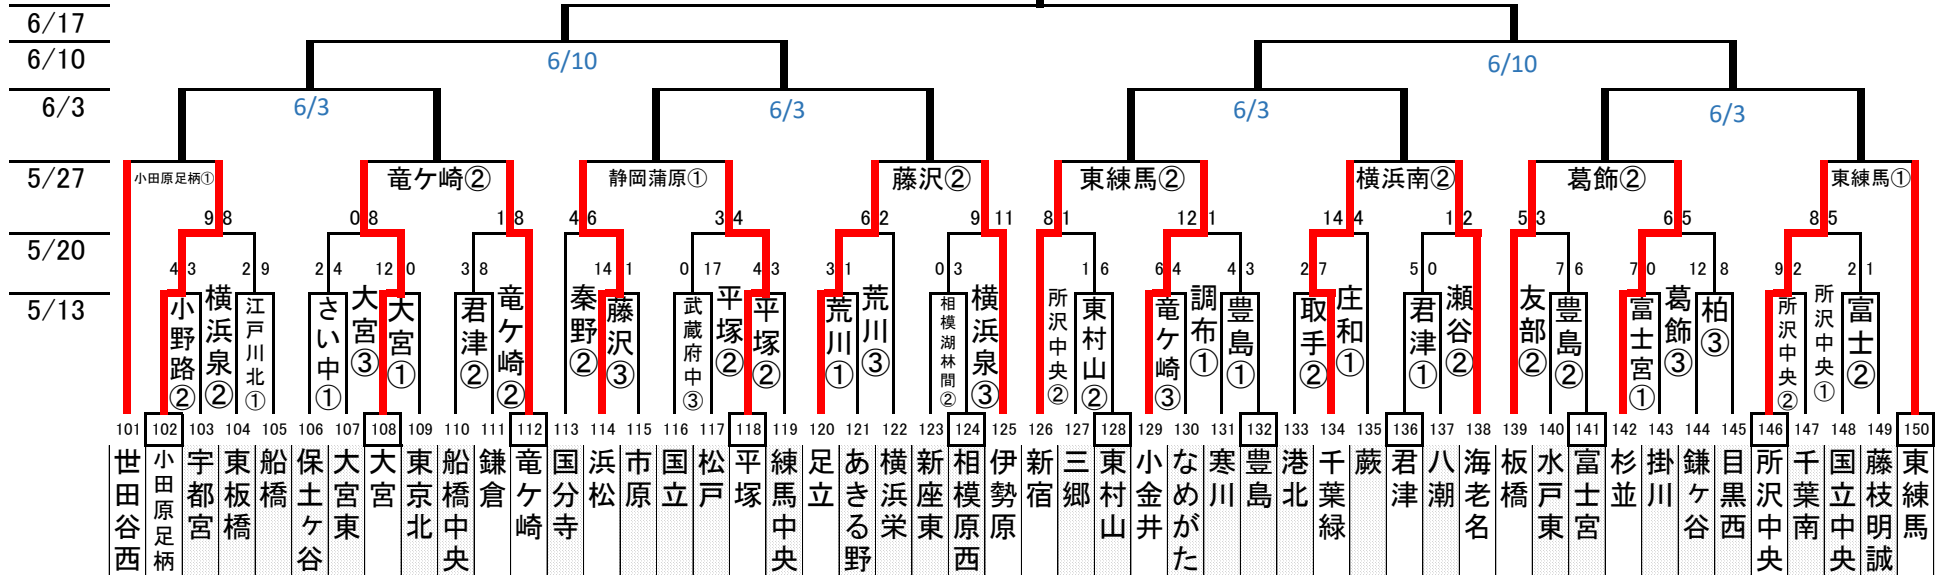 6/17
6/10
6/10 6/10
6/3
6/3 6/3 6/3 6/3
5/27
小田原足柄① 竜ケ崎② 静岡蒲原① 藤沢② 東練馬② 横浜南② 葛飾② 東練馬①
9 8 0 8 1 8 4 6 3 4 6 2 9 11 8 1 12 1 14 4 1 2 5 3 6 5 8 5
5/20
4 3 2 9 2 4 12 0 3 8 14 1 0 17 4 3 3 1 0 3 1 6 6 4 4 3 2 7 5 0 7 6 7 0 12 8 9 2 2 1
5/13
小野路②
横浜泉②
江戸川北①
さい中①
大宮③
大宮①
君津②
竜ケ崎②
秦野②
藤沢③
武蔵府中③
平塚②
平塚②
荒川①
荒川③
相模湖林間②
横浜泉③
所沢中央②
東村山②
竜ケ崎③
調布①
豊島①
取手②
庄和①
君津①
瀬谷②
友部②
豊島②
富士宮①
葛飾③
柏③
所沢中央②
所沢中央①
富士②
101 102 103 104 105 106 107 108 109 110 111 112 113 114 115 116 117 118 119 120 121 122 123 124 125 126 127 128 129 130 131 132 133 134 135 136 137 138 139 140 141 142 143 144 145 146 147 148 149 150
世田谷西
小田原足柄
宇都宮
東板橋
船橋
保土ヶ谷
大宮東
大宮
東京北
船橋中央
鎌倉
竜ケ崎
国分寺
浜松
市原
国立
松戸
平塚
練馬中央
足立
あきる野
横浜栄
新座東
相模原西
伊勢原
新宿
三郷
東村山
小金井
なめがた
寒川
豊島
港北
千葉緑
蕨
君津
八潮
海老名
板橋
水戸東
富士宮
杉並
掛川
鎌ヶ谷
目黒西
所沢中央
千葉南
国立中央
藤枝明誠
東練馬